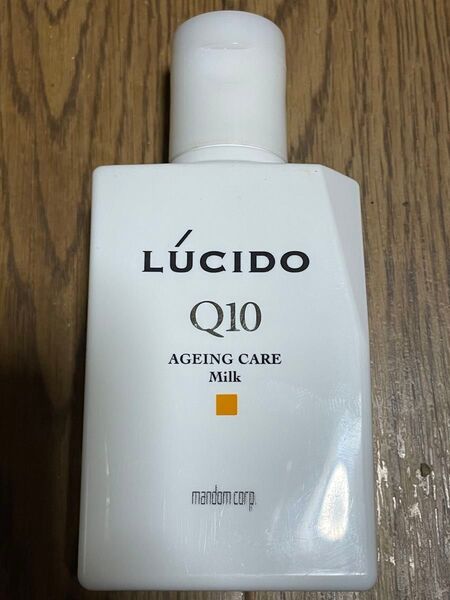 LÚCIDO
Q10
AGEING CARE
Milk
mandom corp.